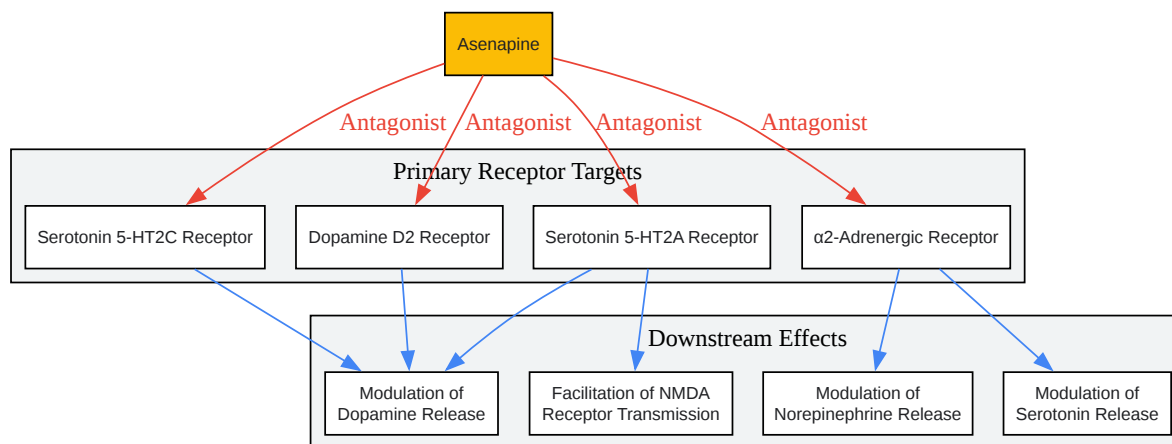 Asenapine
Antagonist Antagonist Antagonist Antagonist
Primary Receptor Targets
Serotonin 5-HT2C Receptor
Dopamine D2 Receptor
Serotonin 5-HT2A Receptor
α2-Adrenergic Receptor
Downstream Effects
Modulation of
Dopamine Release
Facilitation of NMDA
Receptor Transmission
Modulation of
Norepinephrine Release
Modulation of
Serotonin Release